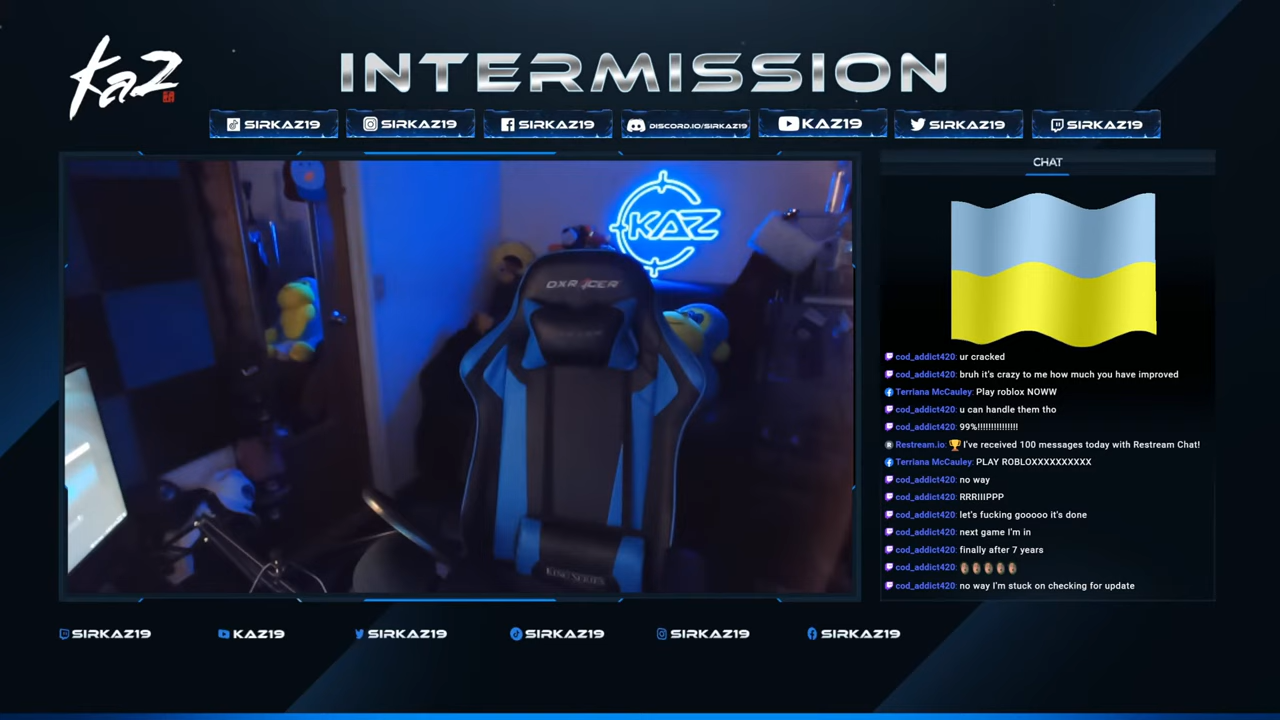 Kaz
INTERMISSION
SIRKAZ19
SIRKAZ19
SIRKAZ19
DISCORD.IO/SIRKAZ19
KAZ19
SIRKAZ19
SIRKAZ19
CHAT
KAZ
DXRACER
cod_addict420: ur cracked
cod_addict420: bruh it's crazy to me how much you have improved
Terriana McCauley: Play roblox NOWW
cod_addict420: u can handle them tho
cod_addict420: 99%!!!!!!!!!!!!!!!
Restream.io: 🏆 I've received 100 messages today with Restream Chat!
Terriana McCauley: PLAY ROBLOXXXXXXXXXX
cod_addict420: no way
cod_addict420: RRRIIIPPP
cod_addict420: let's fucking gooooo it's done
cod_addict420: next game I'm in
cod_addict420: finally after 7 years
cod_addict420:
cod_addict420: no way I'm stuck on checking for update
KING SERIES
SIRKAZ19
KAZ19
SIRKAZ19
SIRKAZ19
SIRKAZ19
SIRKAZ19